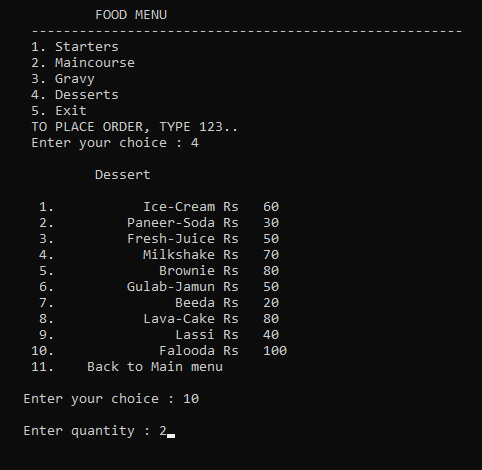 FOOD MENU
------------------------------------------------------
1. Starters
2. Maincourse
3. Gravy
4. Desserts
5. Exit
TO PLACE ORDER, TYPE 123..
Enter your choice : 4
Dessert
1. Ice-Cream Rs 60
2. Paneer-Soda Rs 30
3. Fresh-Juice Rs 50
4. Milkshake Rs 70
5. Brownie Rs 80
6. Gulab-Jamun Rs 50
7. Beeda Rs 20
8. Lava-Cake Rs 80
9. Lassi Rs 40
10. Falooda Rs 100
11. Back to Main menu
Enter your choice : 10
Enter quantity : 2